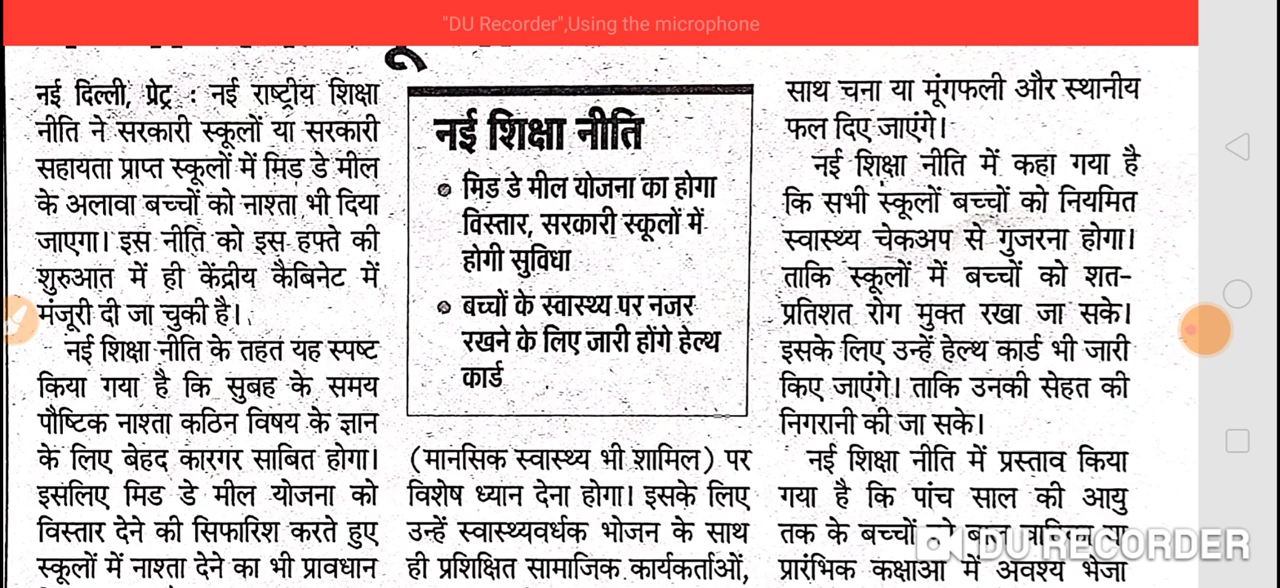 "DU Recorder",Using the microphone
नई दिल्ली, प्रेट्र : नई राष्ट्रीय शिक्षा
नीति ने सरकारी स्कूलों या सरकारी
सहायता प्राप्त स्कूलों में मिड डे मील
के अलावा बच्चों को नाश्ता भी दिया
जाएगा। इस नीति को इस हफ्ते की
शुरुआत में ही केंद्रीय कैबिनेट में
मंजूरी दी जा चुकी है।
नई शिक्षा नीति के तहत यह स्पष्ट
किया गया है कि सुबह के समय
पौष्टिक नाश्ता कठिन विषय के ज्ञान
के लिए बेहद कारगर साबित होगा।
इसलिए मिड डे मील योजना को
विस्तार देने की सिफारिश करते हुए
स्कूलों में नाश्ता देने का भी प्रावधान
नई शिक्षा नीति
मिड डे मील योजना का होगा
विस्तार, सरकारी स्कूलों में
होगी सुविधा
बच्चों के स्वास्थ्य पर नजर
रखने के लिए जारी होंगे हेल्थ
कार्ड
(मानसिक स्वास्थ्य भी शामिल) पर
विशेष ध्यान देना होगा। इसके लिए
उन्हें स्वास्थ्यवर्धक भोजन के साथ
ही प्रशिक्षित सामाजिक कार्यकर्ताओं,
साथ चना या मूंगफली और स्थानीय
फल दिए जाएंगे।
नई शिक्षा नीति में कहा गया है
कि सभी स्कूलों बच्चों को नियमित
स्वास्थ्य चेकअप से गुजरना होगा।
ताकि स्कूलों में बच्चों को शत-
प्रतिशत रोग मुक्त रखा जा सके।
इसके लिए उन्हें हेल्थ कार्ड भी जारी
किए जाएंगे। ताकि उनकी सेहत की
निगरानी की जा सके।
नई शिक्षा नीति में प्रस्ताव किया
गया है कि पांच साल की आयु
तक के बच्चों को बाल वाटिका या
प्रारंभिक कक्षाओं में अवश्य भेजा
DU RECORDER